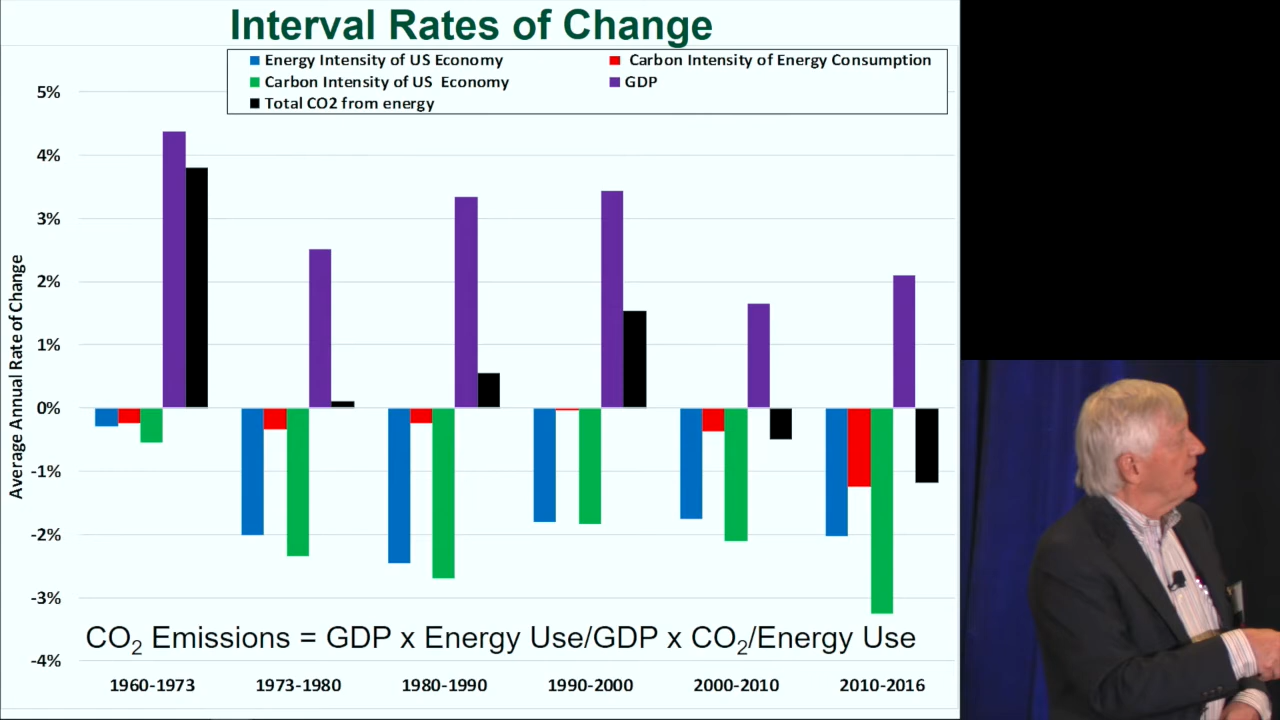 Interval Rates of Change
Energy Intensity of US Economy
Carbon Intensity of Energy Consumption
Carbon Intensity of US Economy
GDP
Total CO2 from energy
Average Annual Rate of Change
5%
4%
3%
2%
1%
0%
-1%
-2%
-3%
-4%
CO₂ Emissions = GDP x Energy Use/GDP x CO₂/Energy Use
1960-1973 1973-1980 1980-1990 1990-2000 2000-2010 2010-2016